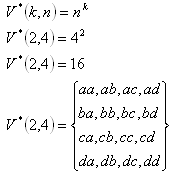 V*(k,n) = n^k
V*(2,4) = 4^2
V*(2,4) = 16
V*(2,4) = { aa, ab, ac, ad
ba, bb, bc, bd
ca, cb, cc, cd
da, db, dc, dd }